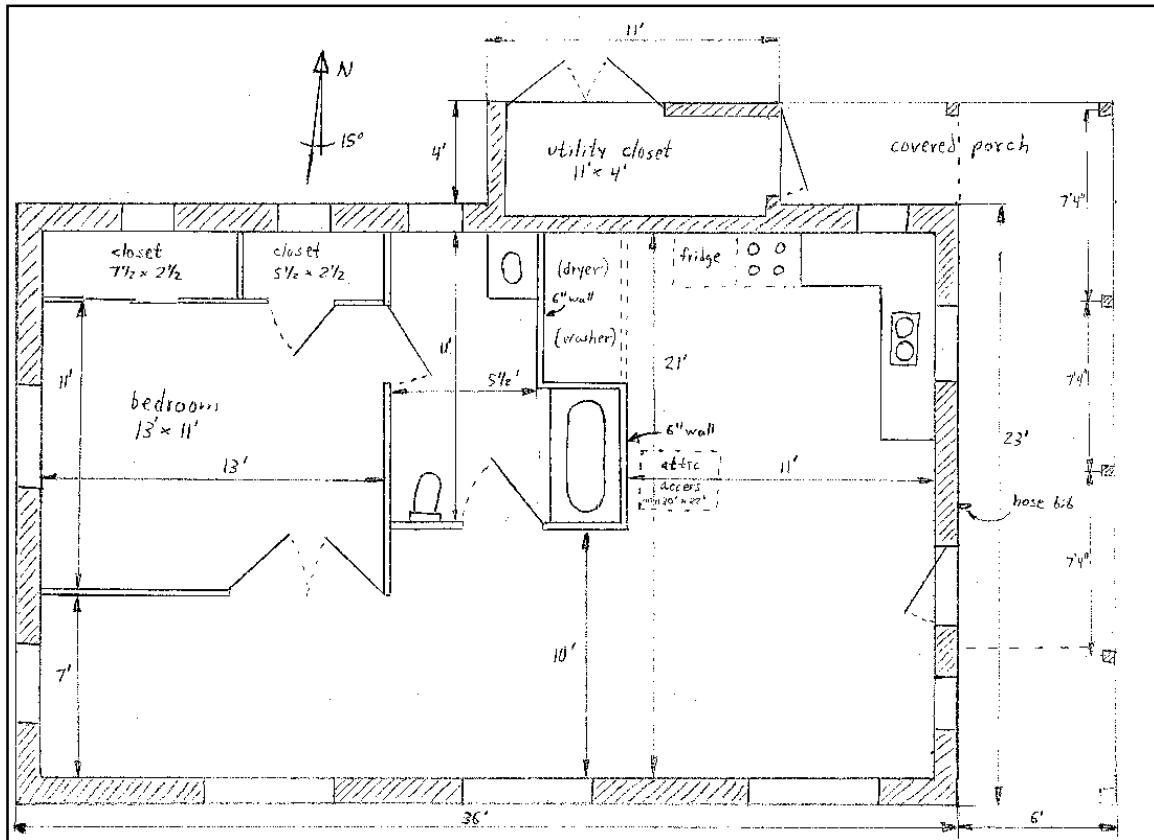 11'
N
15°
4'
utility closet
11' × 4'
covered porch
7'4"
closet
7½ × 2½
closet
5½ × 2½
(dryer)
6" wall
(washer)
fridge
11'
11'
5½'
21'
7'4"
bedroom
13' × 11'
6" wall
23'
13'
attic
access
11'
hose bib
7'4"
10'
7'
36'
6'